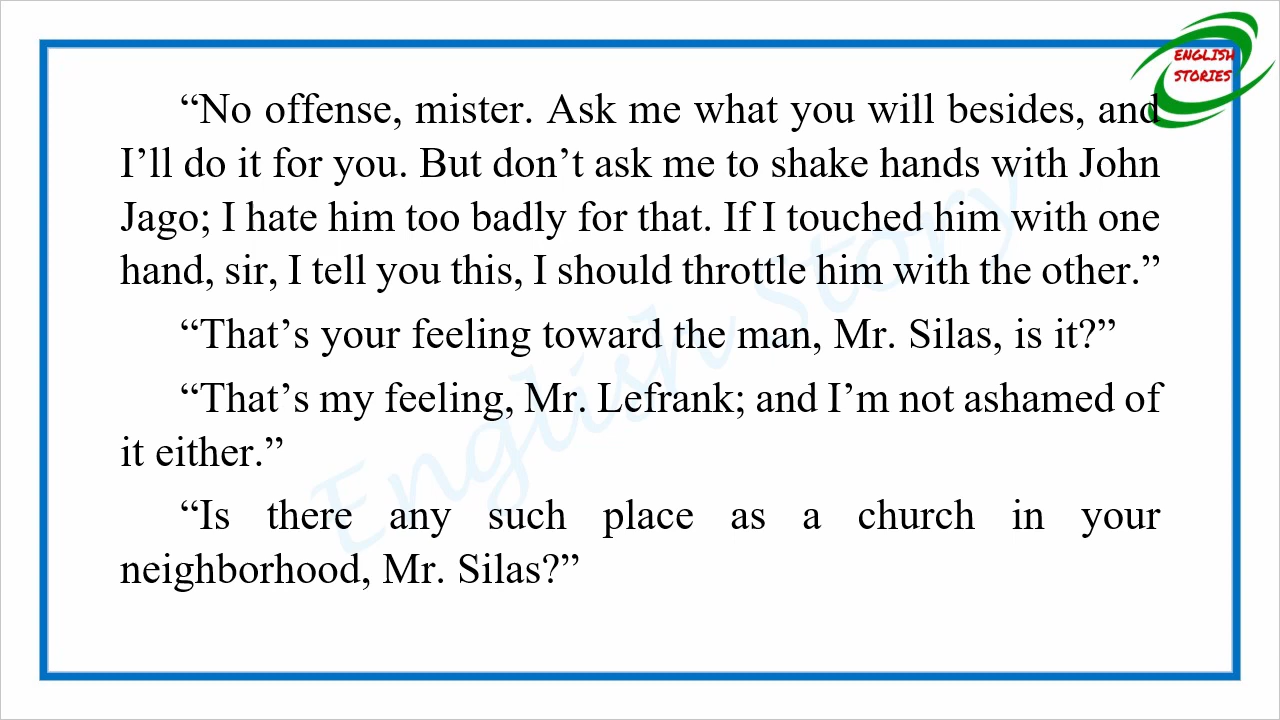 ENGLISH
STORIES
“No offense, mister. Ask me what you will besides, and
I’ll do it for you. But don’t ask me to shake hands with John
Jago; I hate him too badly for that. If I touched him with one
hand, sir, I tell you this, I should throttle him with the other.”
“That’s your feeling toward the man, Mr. Silas, is it?”
“That’s my feeling, Mr. Lefrank; and I’m not ashamed of
it either.”
“Is there any such place as a church in your
neighborhood, Mr. Silas?”
English Story